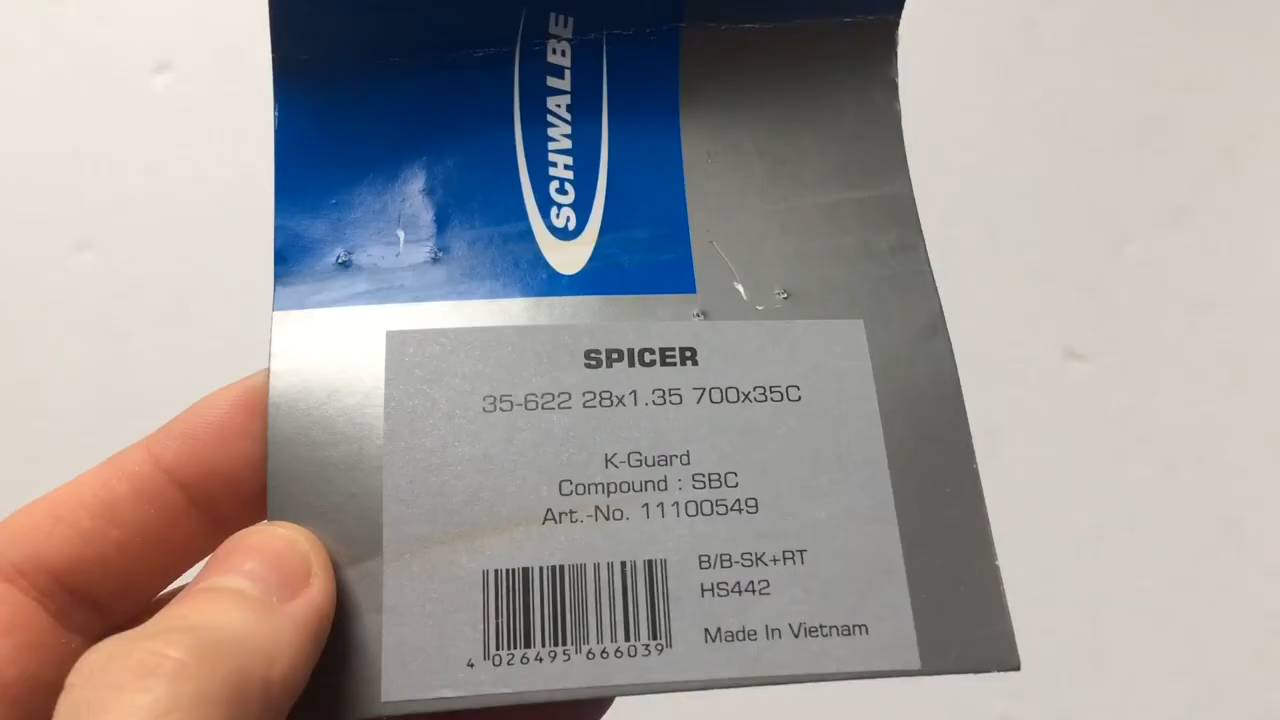 SCHWALBE
SPICER
35-622 28x1.35 700x35C
K-Guard
Compound : SBC
Art.-No. 11100549
B/B-SK+RT
HS442
Made In Vietnam
4 026495 666039